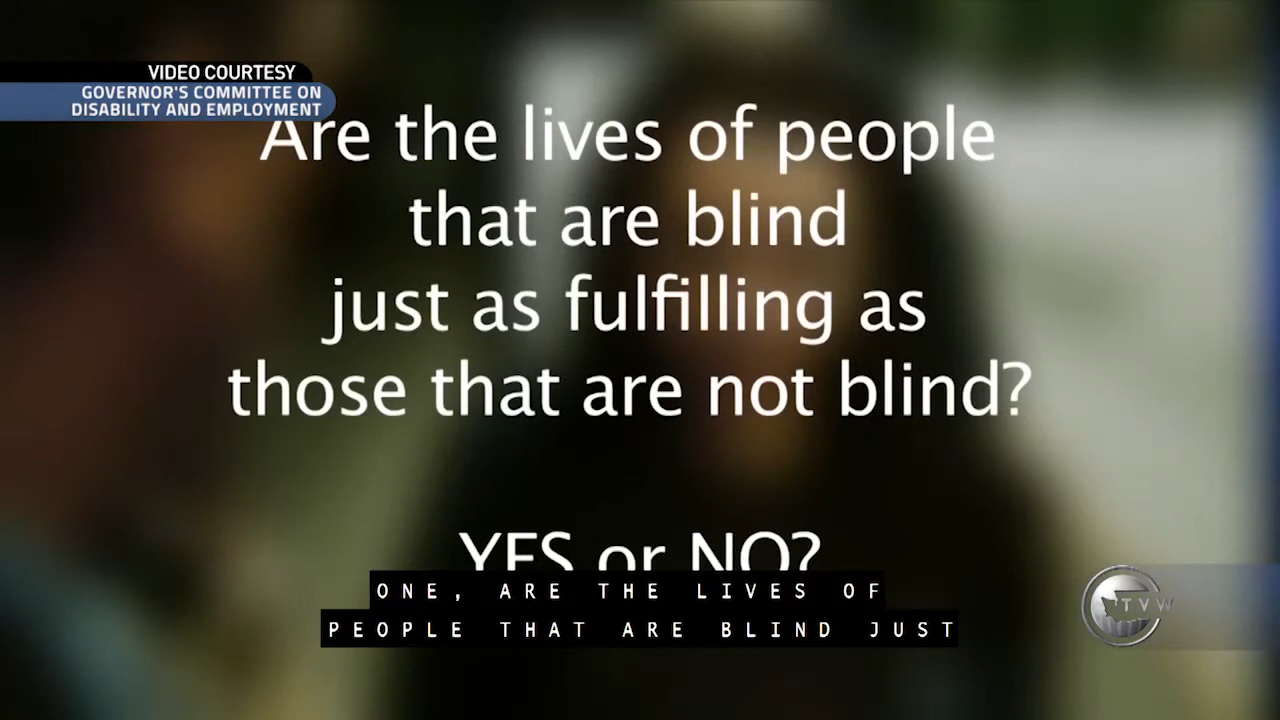 VIDEO COURTESY
GOVERNOR'S COMMITTEE ON
DISABILITY AND EMPLOYMENT
Are the lives of people
that are blind
just as fulfilling as
those that are not blind?
YES or NO?
ONE, ARE THE LIVES OF
PEOPLE THAT ARE BLIND JUST
TVW